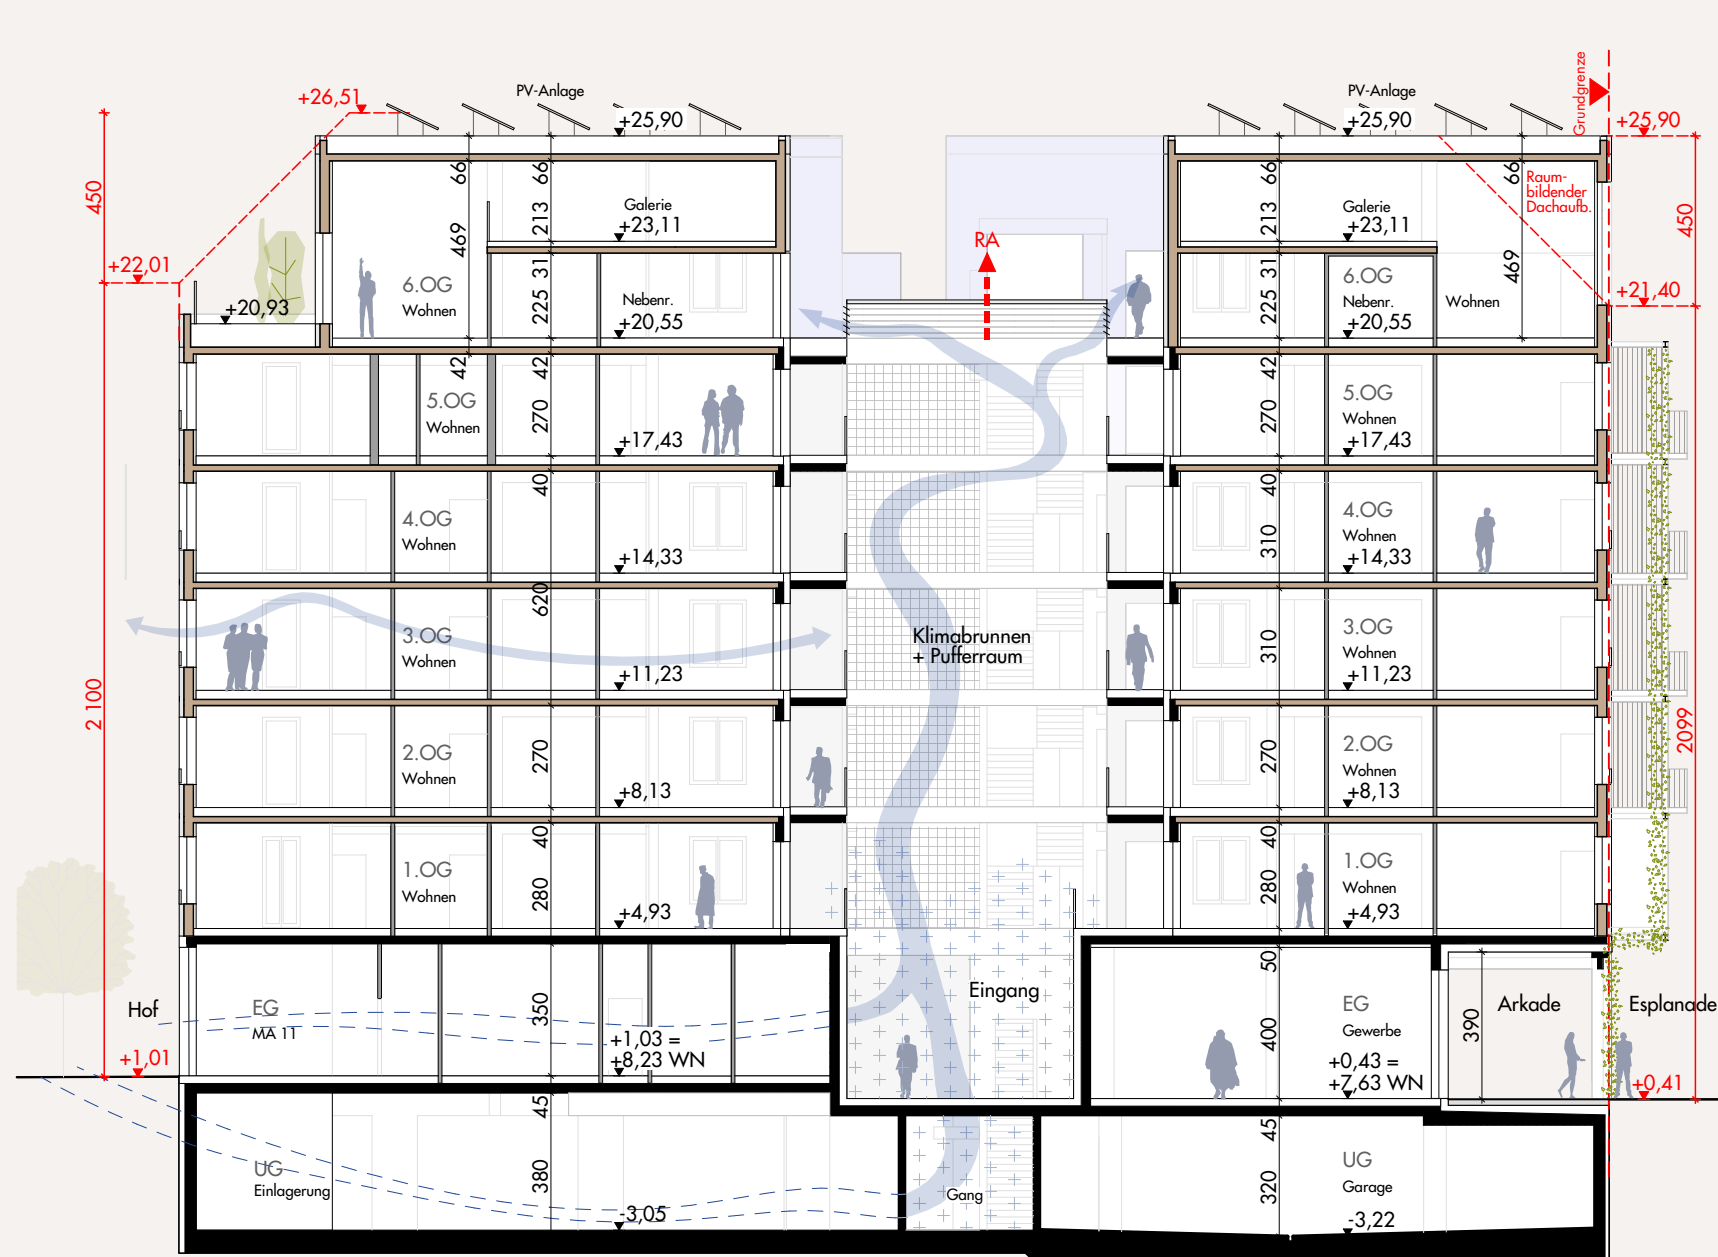 PV-Anlage
PV-Anlage
Grundgrenze
+26,51
+25,90
+25,90
+25,90
450
66
66
66
66
Raum-
bildender
Dachaufb.
213
Galerie
+23,11
213
Galerie
+23,11
450
469
469
RA
+22,01
31
31
6.OG
Wohnen
6.OG
Nebenr.
+20,55
Wohnen
+21,40
+20,93
225
Nebenr.
+20,55
225
42
42
42
5.OG
Wohnen
270
+17,43
270
5.OG
Wohnen
+17,43
40
40
4.OG
Wohnen
+14,33
310
4.OG
Wohnen
+14,33
620
3.OG
Wohnen
+11,23
Klimabrunnen
+ Pufferraum
310
3.OG
Wohnen
+11,23
2 100
2099
2.OG
Wohnen
270
+8,13
270
2.OG
Wohnen
+8,13
40
40
1.OG
Wohnen
280
+4,93
280
1.OG
Wohnen
+4,93
50
Hof
EG
MA 11
350
+1,03 =
+8,23 WN
Eingang
400
EG
Gewerbe
+0,43 =
+7,63 WN
390
Arkade
Esplanade
+1,01
+0,41
45
45
UG
Einlagerung
380
-3,05
Gang
320
UG
Garage
-3,22